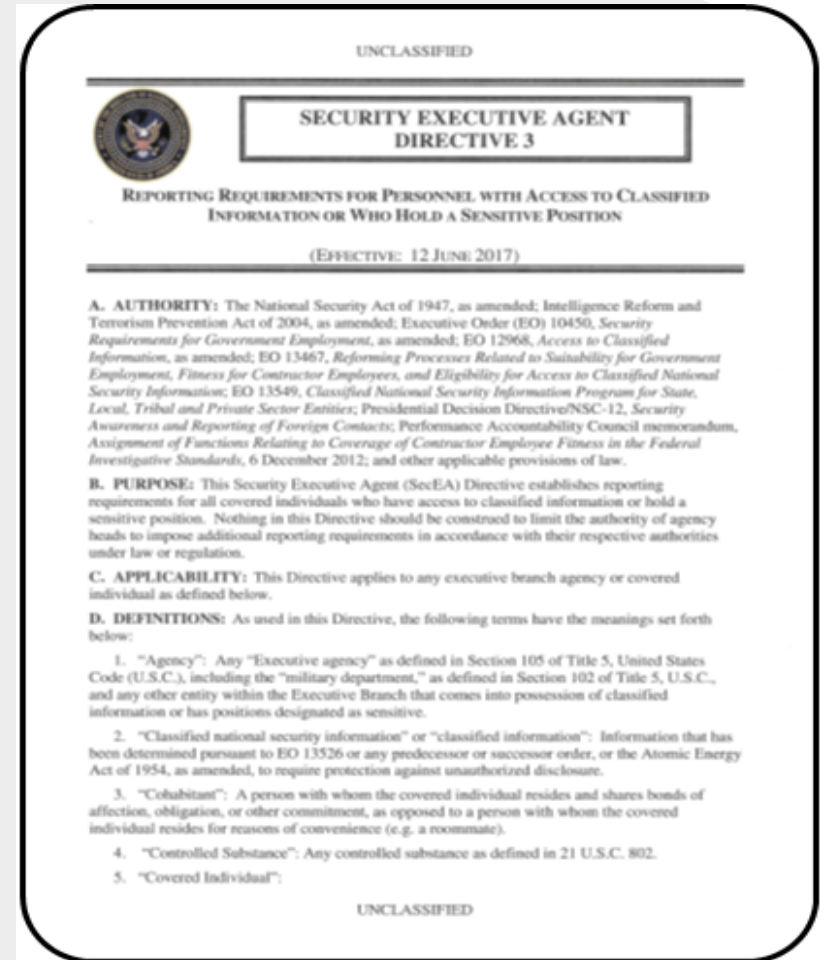 UNCLASSIFIED
SECURITY EXECUTIVE AGENT
DIRECTIVE 3
REPORTING REQUIREMENTS FOR PERSONNEL WITH ACCESS TO CLASSIFIED
INFORMATION OR WHO HOLD A SENSITIVE POSITION
(EFFECTIVE: 12 JUNE 2017)
A. AUTHORITY: The National Security Act of 1947, as amended; Intelligence Reform and
Terrorism Prevention Act of 2004, as amended; Executive Order (EO) 10450, Security
Requirements for Government Employment, as amended; EO 12968, Access to Classified
Information, as amended; EO 13467, Reforming Processes Related to Suitability for Government
Employment, Fitness for Contractor Employees, and Eligibility for Access to Classified National
Security Information; EO 13549, Classified National Security Information Program for State,
Local, Tribal and Private Sector Entities; Presidential Decision Directive/NSC-12, Security
Awareness and Reporting of Foreign Contacts; Performance Accountability Council memorandum,
Assignment of Functions Relating to Coverage of Contractor Employee Fitness in the Federal
Investigative Standards, 6 December 2012; and other applicable provisions of law.
B. PURPOSE: This Security Executive Agent (SecEA) Directive establishes reporting
requirements for all covered individuals who have access to classified information or hold a
sensitive position. Nothing in this Directive should be construed to limit the authority of agency
heads to impose additional reporting requirements in accordance with their respective authorities
under law or regulation.
C. APPLICABILITY: This Directive applies to any executive branch agency or covered
individual as defined below.
D. DEFINITIONS: As used in this Directive, the following terms have the meanings set forth
below:
1. "Agency": Any "Executive agency" as defined in Section 105 of Title 5, United States
Code (U.S.C.), including the "military department," as defined in Section 102 of Title 5, U.S.C.,
and any other entity within the Executive Branch that comes into possession of classified
information or has positions designated as sensitive.
2. "Classified national security information" or "classified information": Information that has
been determined pursuant to EO 13526 or any predecessor or successor order, or the Atomic Energy
Act of 1954, as amended, to require protection against unauthorized disclosure.
3. "Cohabitant": A person with whom the covered individual resides and shares bonds of
affection, obligation, or other commitment, as opposed to a person with whom the covered
individual resides for reasons of convenience (e.g. a roommate).
4. "Controlled Substance": Any controlled substance as defined in 21 U.S.C. 802.
5. "Covered Individual":
UNCLASSIFIED